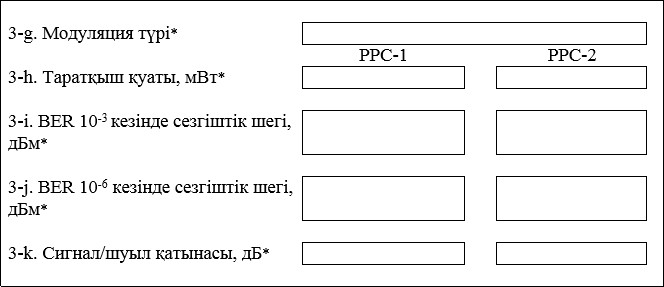 3-g. Модуляция түрі*
РРС-1 РРС-2
3-h. Таратқыш қуаты, мВт*
3-i. BER 10-3 кезінде сезгіштік шегі,
дБм*
3-j. BER 10-6 кезінде сезгіштік шегі,
дБм*
3-k. Сигнал/шуыл қатынасы, дБ*